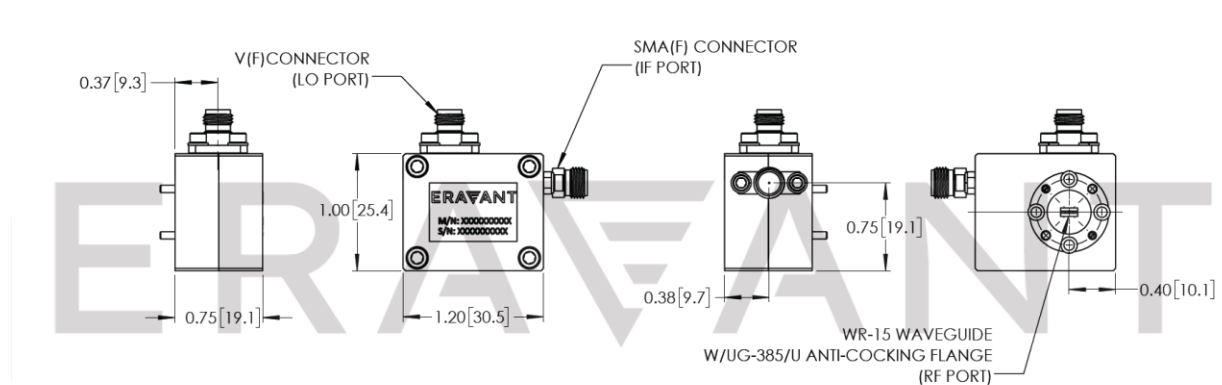 SMA(F) CONNECTOR
(IF PORT)
V(F)CONNECTOR
(LO PORT)
0.37[9.3]
1.00[25.4]
ERAVANT
M/N: XXXXXXXXXX
S/N: XXXXXXXXXX
0.75[19.1]
0.75[19.1]
1.20[30.5]
0.38[9.7]
0.40[10.1]
WR-15 WAVEGUIDE
W/UG-385/U ANTI-COCKING FLANGE
(RF PORT)
ERAVANT